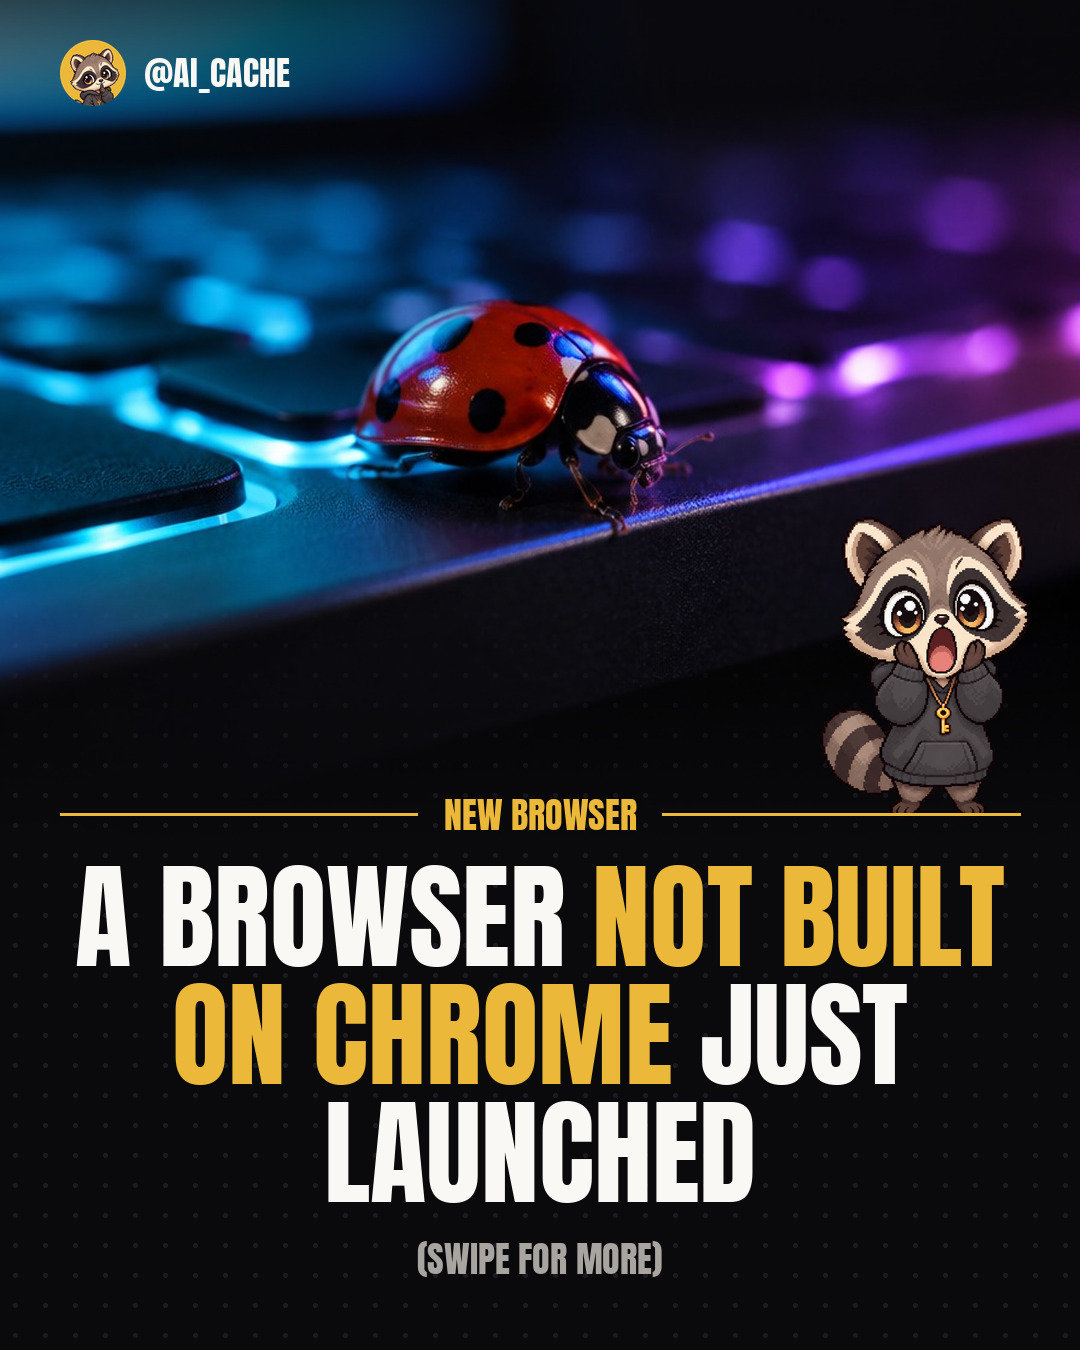 @AI_CACHE
NEW BROWSER
A BROWSER NOT BUILT
ON CHROME JUST
LAUNCHED
(SWIPE FOR MORE)